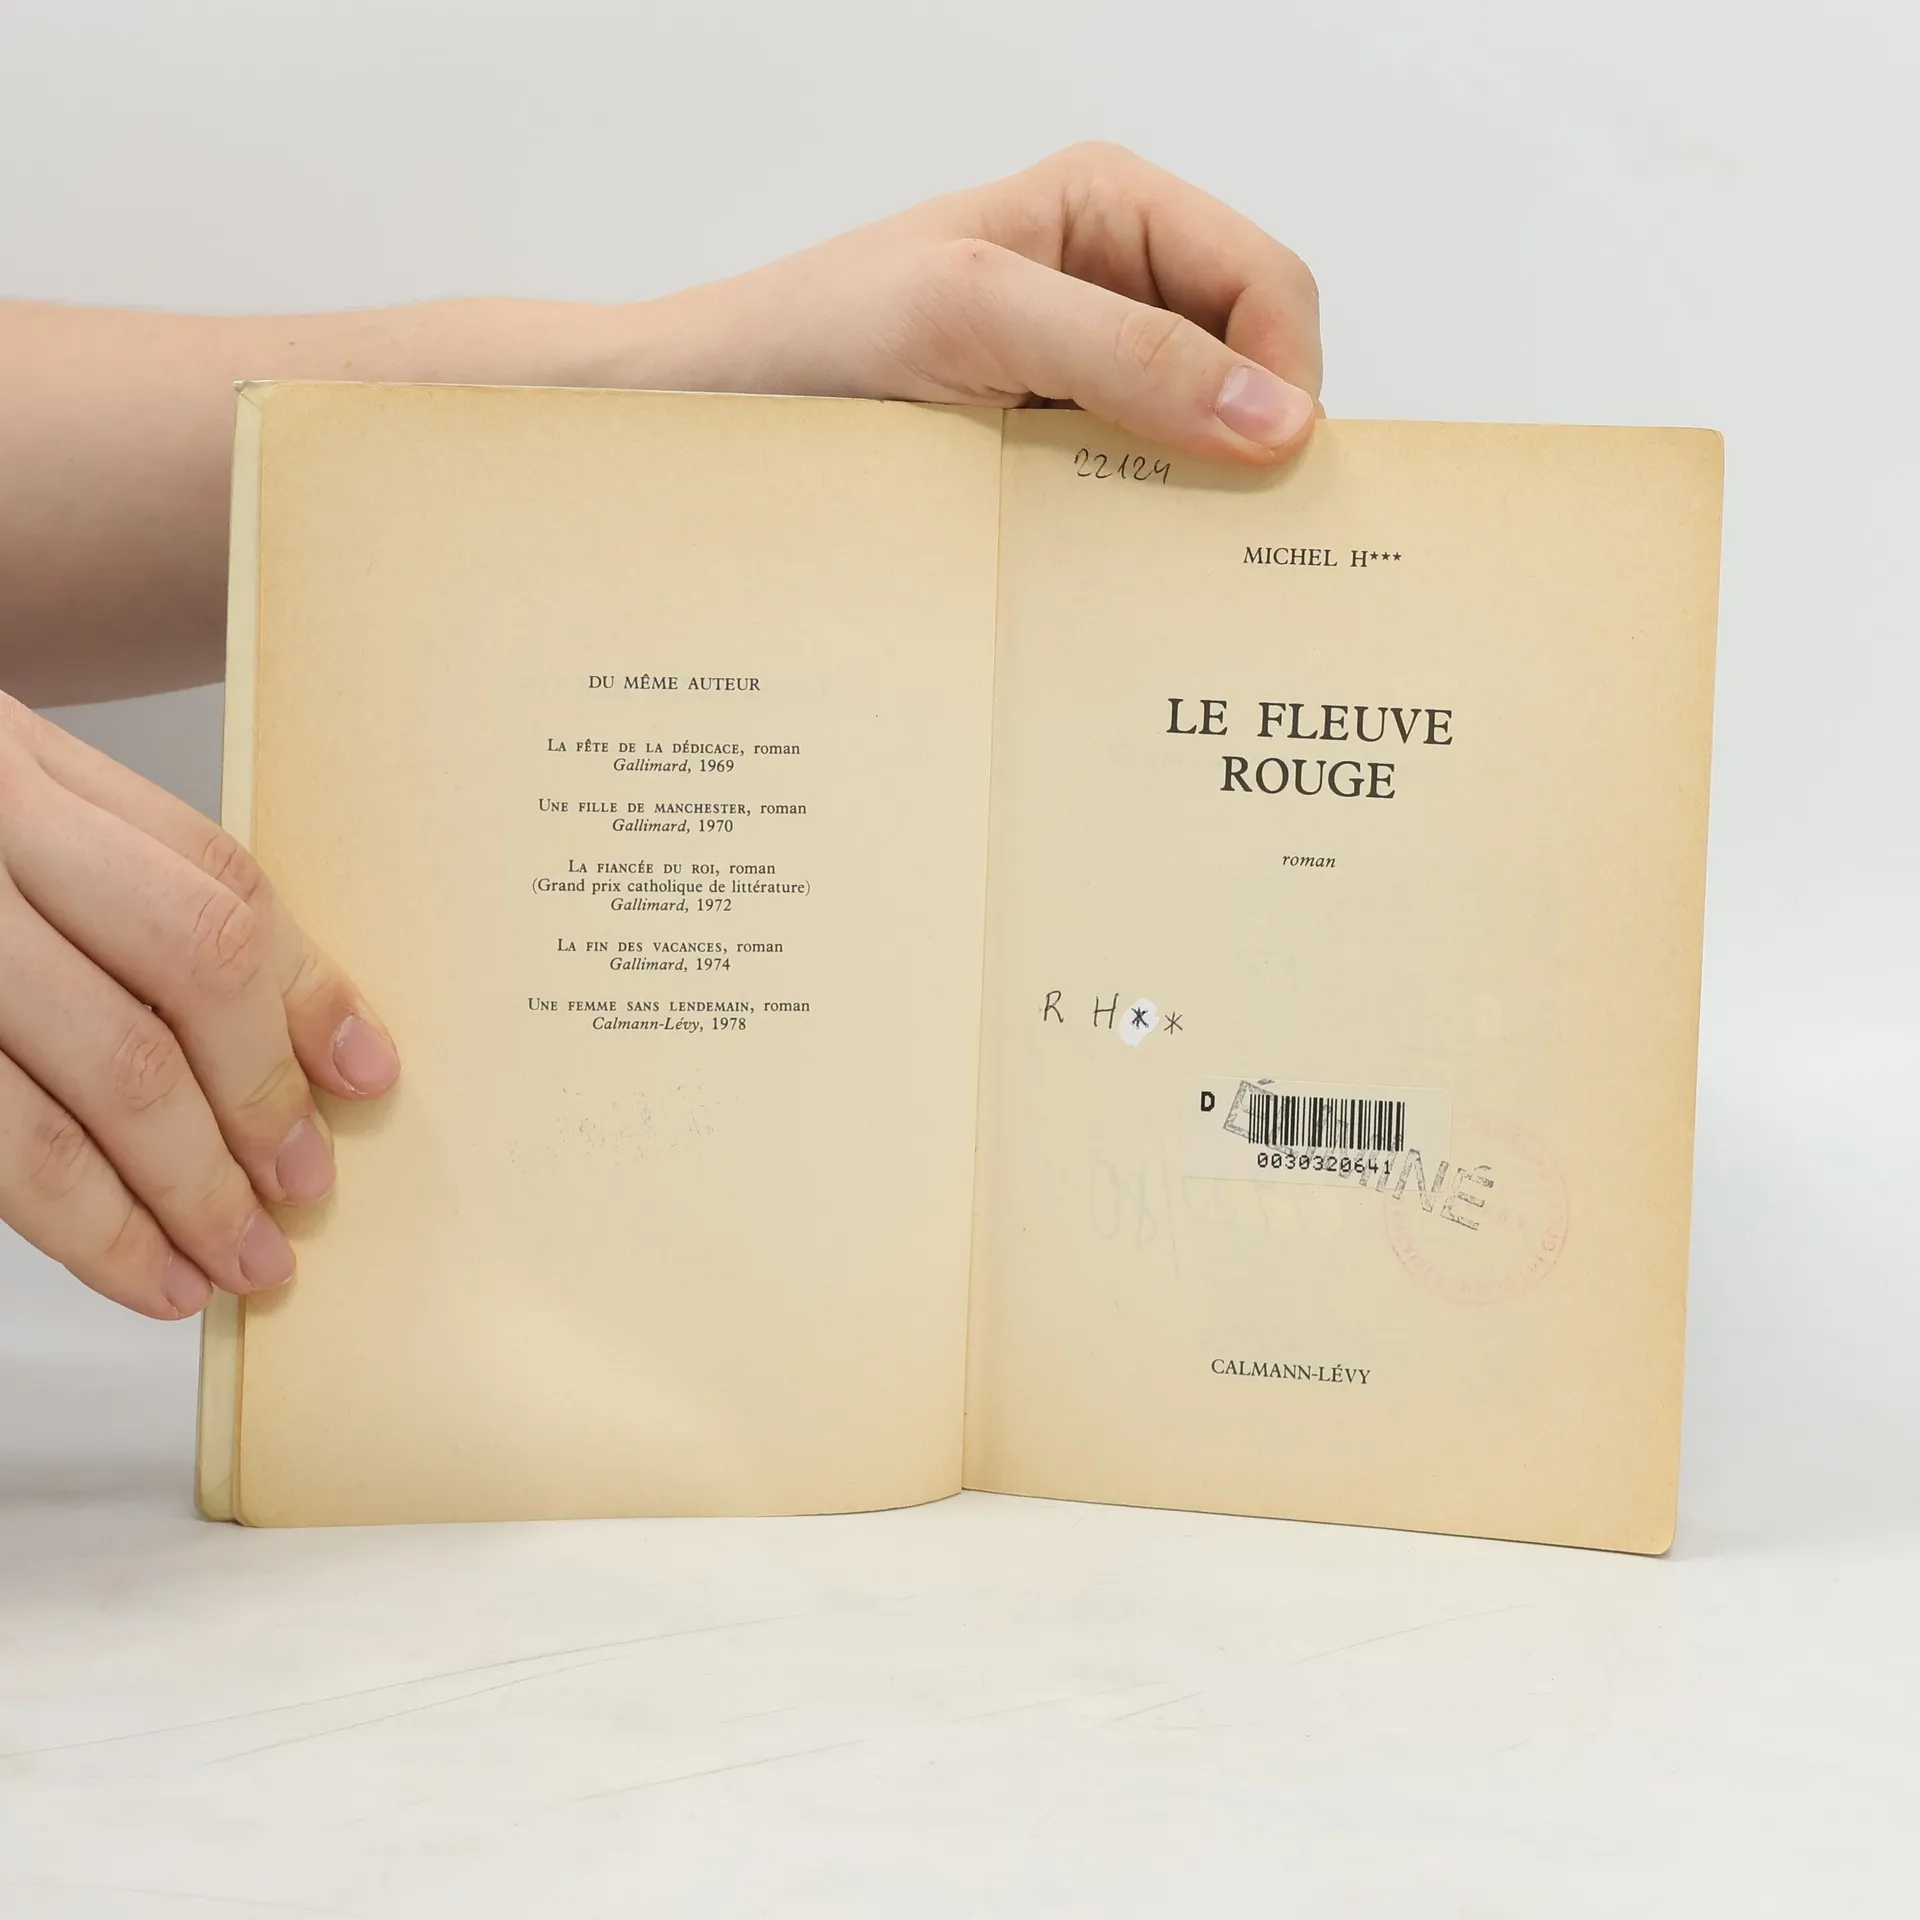 DU MÊME AUTEUR
LA FÊTE DE LA DÉDICACE, roman
Gallimard, 1969
UNE FILLE DE MANCHESTER, roman
Gallimard, 1970
LA FIANCÉE DU ROI, roman
(Grand prix catholique de littérature)
Gallimard, 1972
LA FIN DES VACANCES, roman
Gallimard, 1974
UNE FEMME SANS LENDEMAIN, roman
Calmann-Lévy, 1978
22124
MICHEL H***
LE FLEUVE
ROUGE
roman
R H**
D
0030320641
ÉLIMINÉ
CALMANN-LÉVY